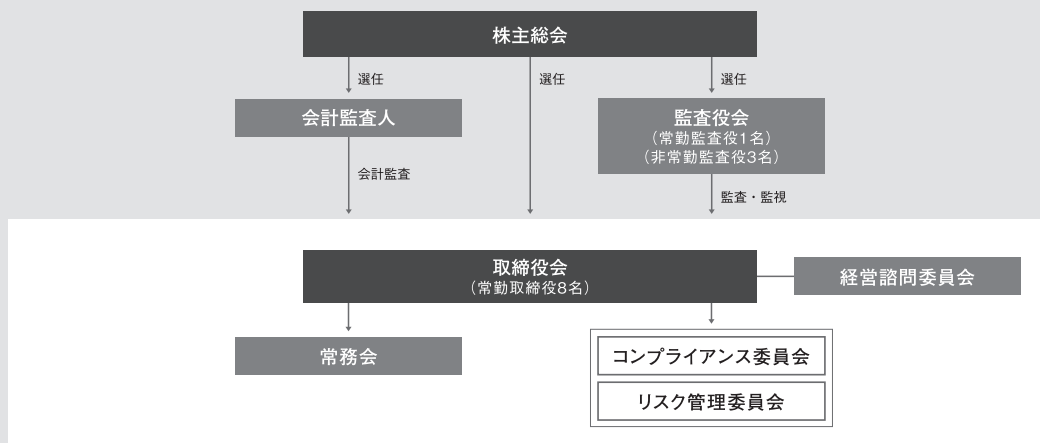 株主総会
選任
選任
選任
会計監査人
監査役会
(常勤監査役1名)
(非常勤監査役3名)
会計監査
監査・監視
取締役会
(常勤取締役8名)
経営諮問委員会
常務会
コンプライアンス委員会
リスク管理委員会